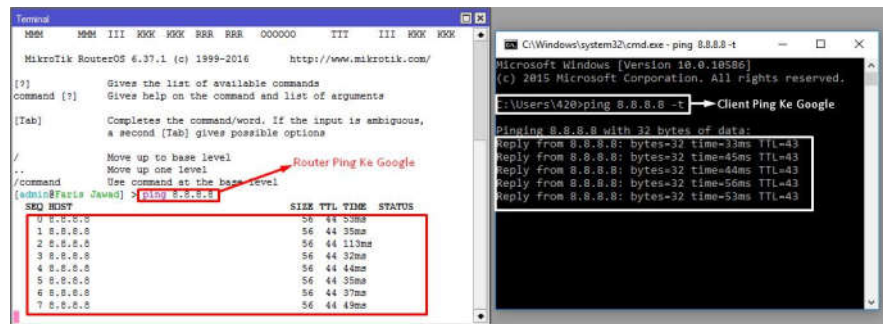 Terminal
MMM MMM III KKK KKK RRR RRR OOOOOO TTT III KKK KKK
MikroTik RouterOS 6.37.1 (c) 1999-2016 http://www.mikrotik.com/
[?] Gives the list of available commands
command [?] Gives help on the command and list of arguments
[Tab] Completes the command/word. If the input is ambiguous,
a second [Tab] gives possible options
/ Move up to base level
.. Move up one level
/command Use command at the base level
Router Ping Ke Google
[admin@Faris Jawad] > ping 8.8.8.8
SEQ HOST SIZE TTL TIME STATUS
0 8.8.8.8 56 44 53ms
1 8.8.8.8 56 44 35ms
2 8.8.8.8 56 44 113ms
3 8.8.8.8 56 44 32ms
4 8.8.8.8 56 44 44ms
5 8.8.8.8 56 44 35ms
6 8.8.8.8 56 44 37ms
7 8.8.8.8 56 44 49ms
C:\Windows\system32\cmd.exe - ping 8.8.8.8 -t
Microsoft Windows [Version 10.0.10586]
(c) 2015 Microsoft Corporation. All rights reserved.
C:\Users\420>ping 8.8.8.8 -t Client Ping Ke Google
Pinging 8.8.8.8 with 32 bytes of data:
Reply from 8.8.8.8: bytes=32 time=33ms TTL=43
Reply from 8.8.8.8: bytes=32 time=45ms TTL=43
Reply from 8.8.8.8: bytes=32 time=44ms TTL=43
Reply from 8.8.8.8: bytes=32 time=56ms TTL=43
Reply from 8.8.8.8: bytes=32 time=53ms TTL=43